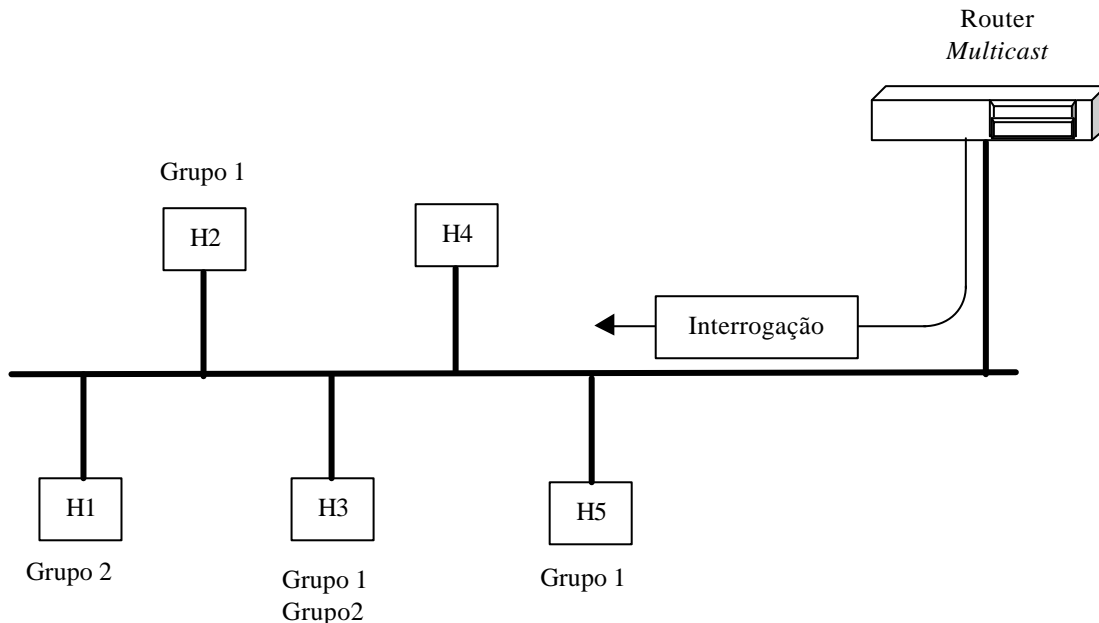 Router
Multicast
Grupo 1
H2
H4
Interrogação
H1
H3
H5
Grupo 2
Grupo 1
Grupo2
Grupo 1